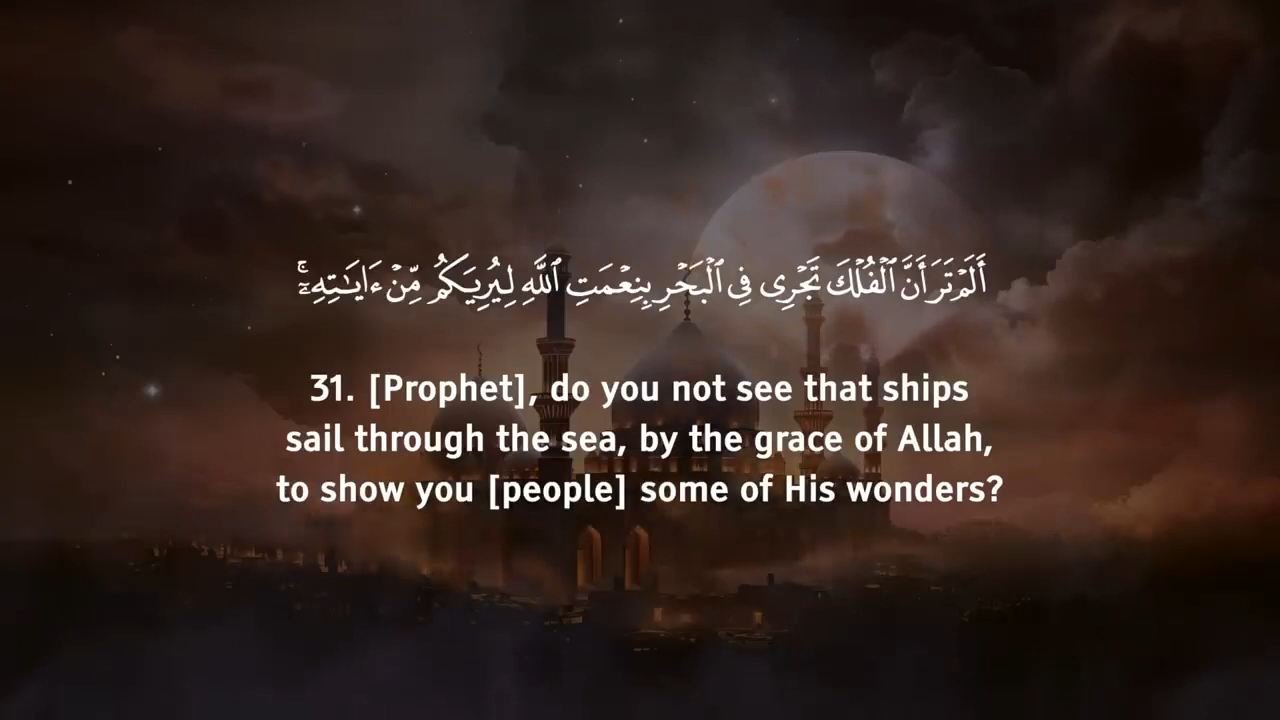 أَلَمْ تَرَ أَنَّ ٱلْفُلْكَ تَجْرِى فِى ٱلْبَحْرِ بِنِعْمَتِ ٱللَّهِ لِيُرِيَكُم مِّنْ ءَايَـٰتِهِۦٓ ۚ
31. [Prophet], do you not see that ships
sail through the sea, by the grace of Allah,
to show you [people] some of His wonders?